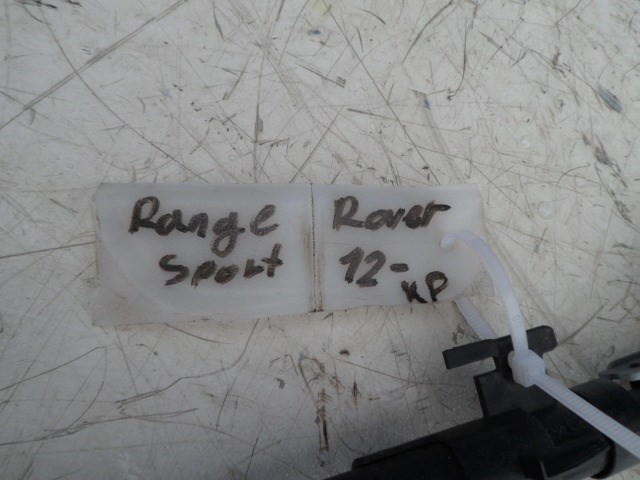 Range Rover
Sport 12-
KP